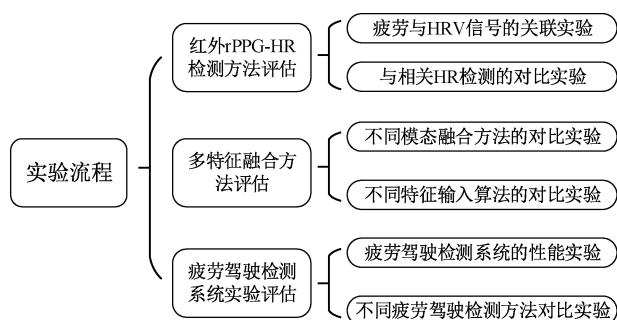 实验流程
红外rPPG-HR
检测方法评估
疲劳与HRV信号的关联实验
与相关HR检测的对比实验
多特征融合方
法评估
不同模态融合方法的对比实验
不同特征输入算法的对比实验
疲劳驾驶检测
系统实验评估
疲劳驾驶检测系统的性能实验
不同疲劳驾驶检测方法对比实验